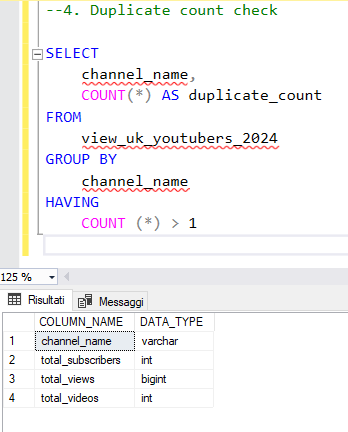 --4. Duplicate count check
SELECT
channel_name,
COUNT(*) AS duplicate_count
FROM
view_uk_youtubers_2024
GROUP BY
channel_name
HAVING
COUNT (*) > 1
125 %
Risultati Messaggi
COLUMN_NAME DATA_TYPE
1 channel_name varchar
2 total_subscribers int
3 total_views bigint
4 total_videos int